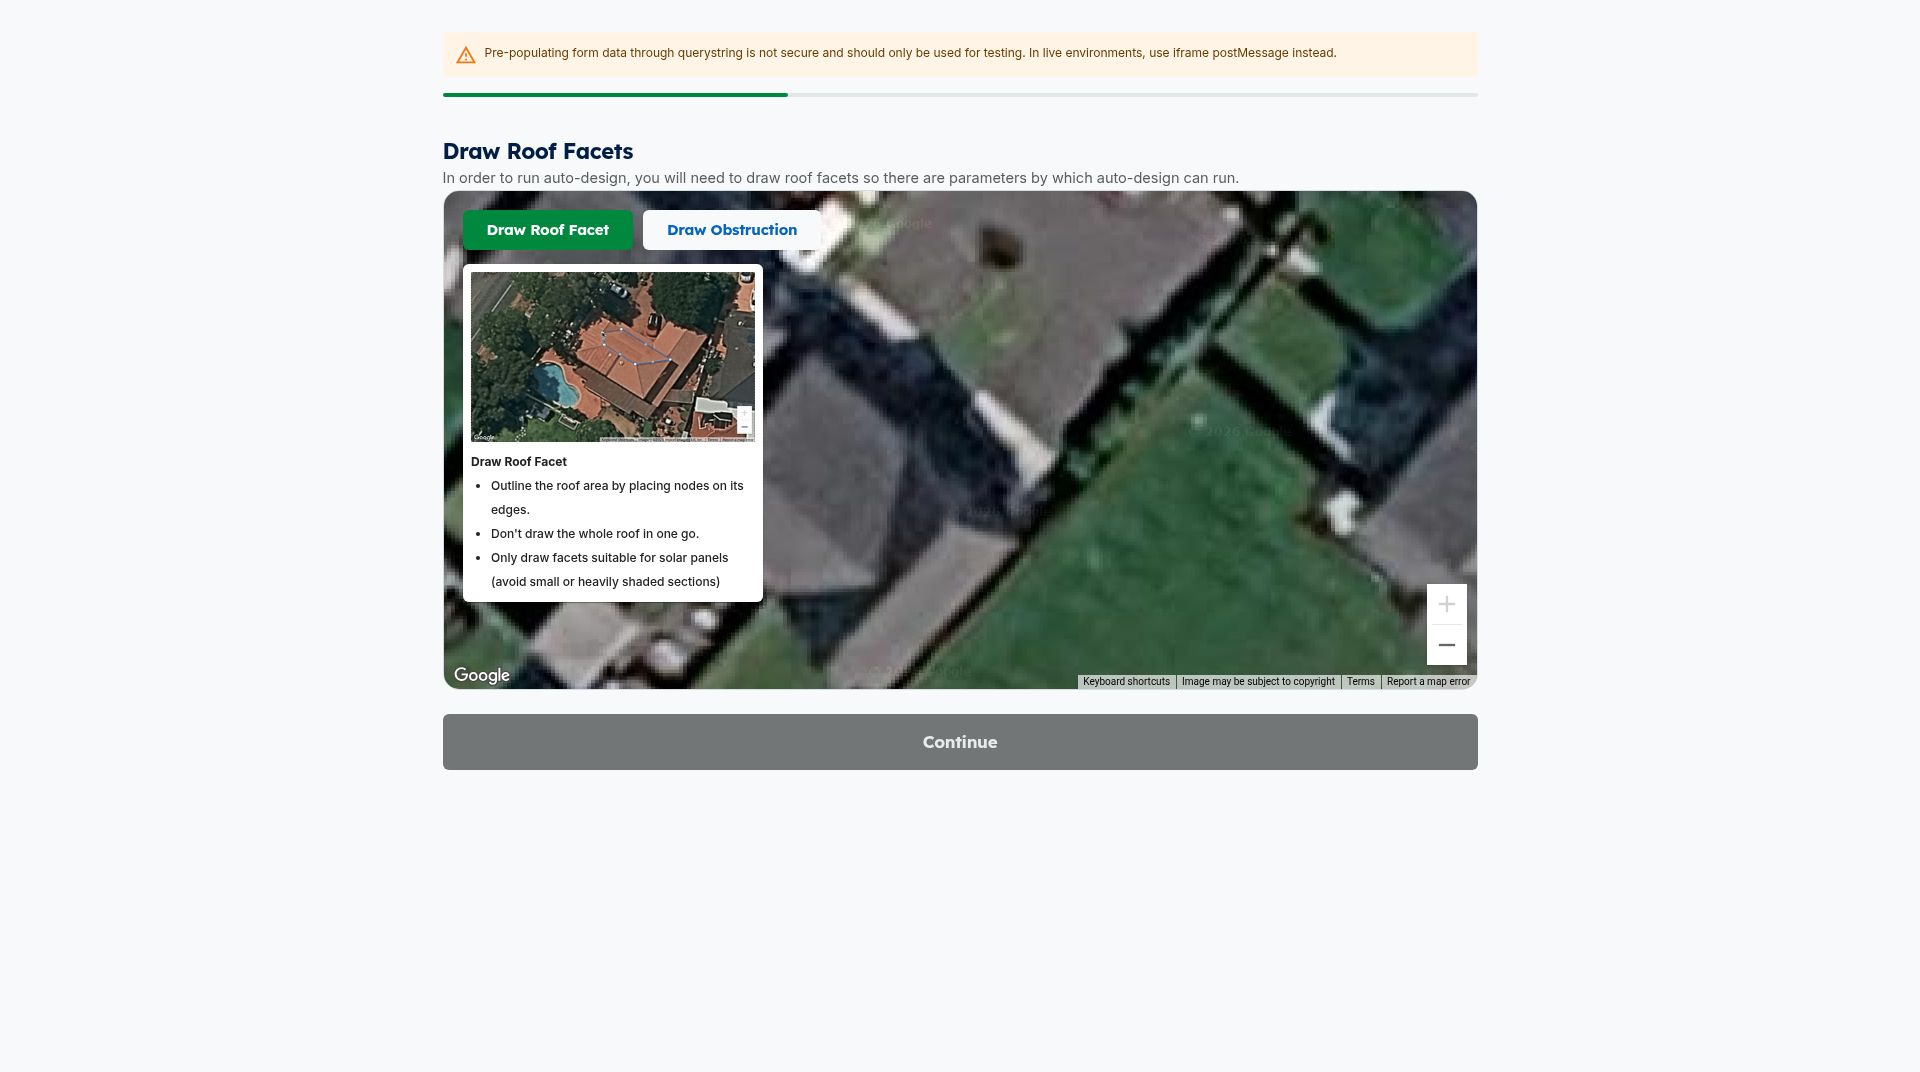 Pre-populating form data through querystring is not secure and should only be used for testing. In live environments, use iframe postMessage instead.
Draw Roof Facets
In order to run auto-design, you will need to draw roof facets so there are parameters by which auto-design can run.
Draw Roof Facet
Draw Obstruction
Draw Roof Facet
Outline the roof area by placing nodes on its
edges.
Don't draw the whole roof in one go.
Only draw facets suitable for solar panels
(avoid small or heavily shaded sections)
Google
Keyboard shortcuts
Image may be subject to copyright
Terms
Report a map error
Continue